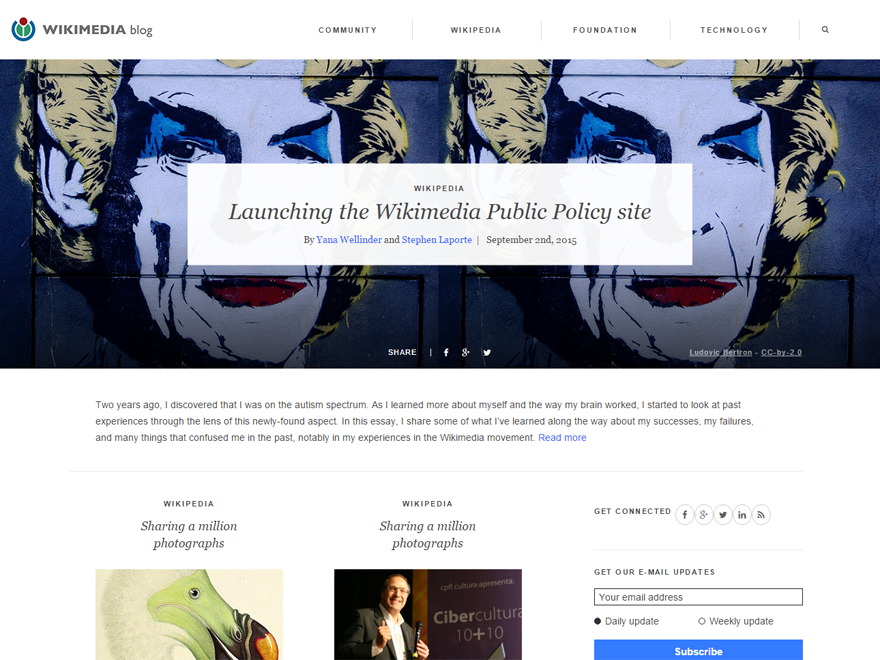 WIKIMEDIA blog
COMMUNITY
WIKIPEDIA
FOUNDATION
TECHNOLOGY
WIKIPEDIA
Launching the Wikimedia Public Policy site
By Yana Wellinder and Stephen Laporte | September 2nd, 2015
SHARE |
Ludovic Bertron - CC-by-2.0
Two years ago, I discovered that I was on the autism spectrum. As I learned more about myself and the way my brain worked, I started to look at past
experiences through the lens of this newly-found aspect. In this essay, I share some of what I've learned along the way about my successes, my failures,
and many things that confused me in the past, notably in my experiences in the Wikimedia movement. Read more
WIKIPEDIA
Sharing a million
photographs
WIKIPEDIA
Sharing a million
photographs
cpfl cultura apresenta:
Cibercultura
10+10
GET CONNECTED
GET OUR E-MAIL UPDATES
Your email address
Daily update
Weekly update
Subscribe